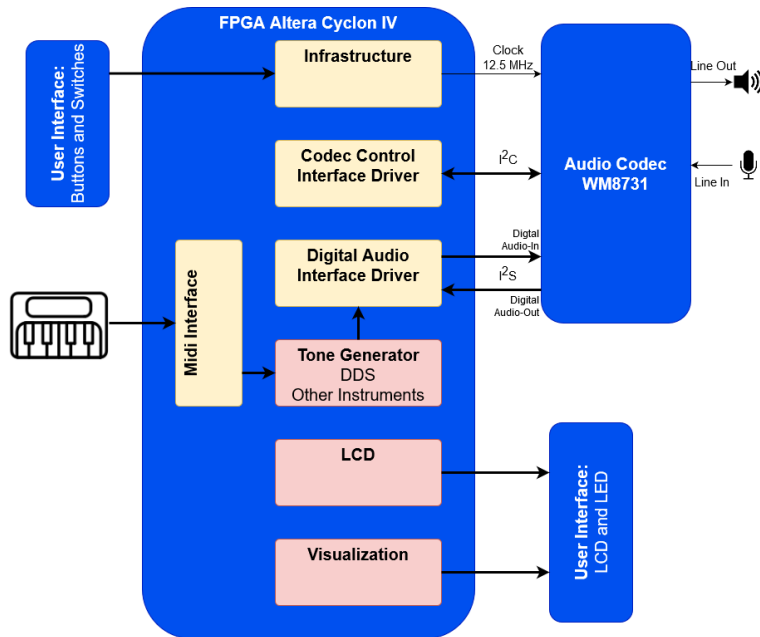 FPGA Altera Cyclon IV
User Interface:
Buttons and Switches
Infrastructure
Clock
12.5 MHz
Line Out
Codec Control
Interface Driver
I²C
Audio Codec
WM8731
Line In
Midi Interface
Digital Audio
Interface Driver
Digtal
Audio-In
I²S
Digtal
Audio-Out
Tone Generator
DDS
Other Instruments
LCD
User Interface:
LCD and LED
Visualization